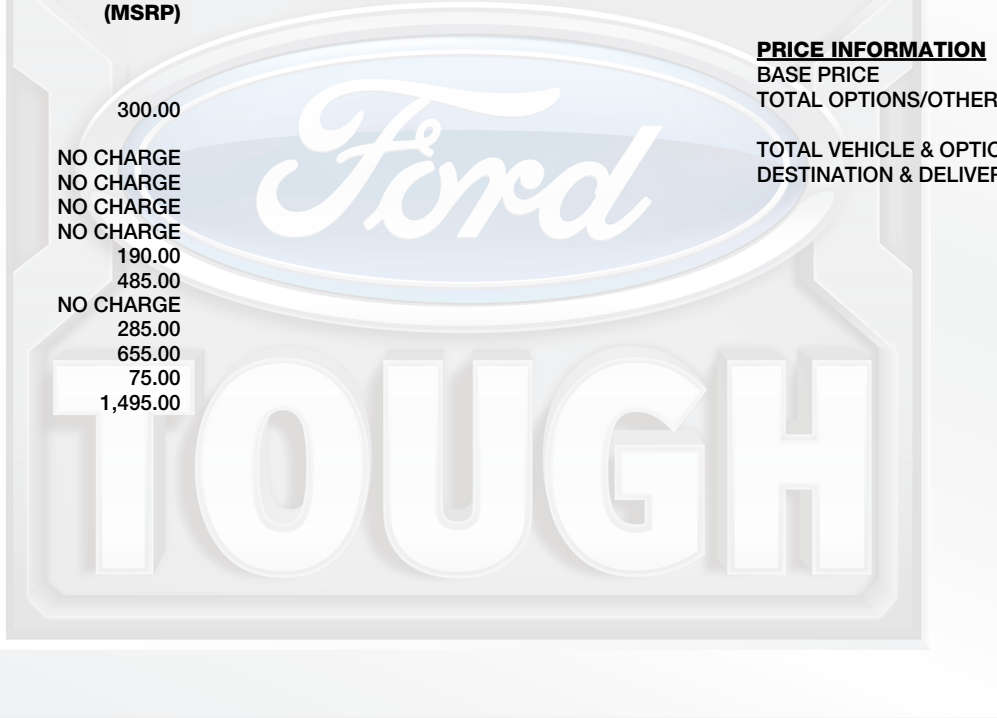 (MSRP)
300.00
NO CHARGE
NO CHARGE
NO CHARGE
NO CHARGE
190.00
485.00
NO CHARGE
285.00
655.00
75.00
1,495.00
PRICE INFORMATION
BASE PRICE
TOTAL OPTIONS/OTHER
TOTAL VEHICLE & OPTIO
DESTINATION & DELIVER
Ford
TOUGH